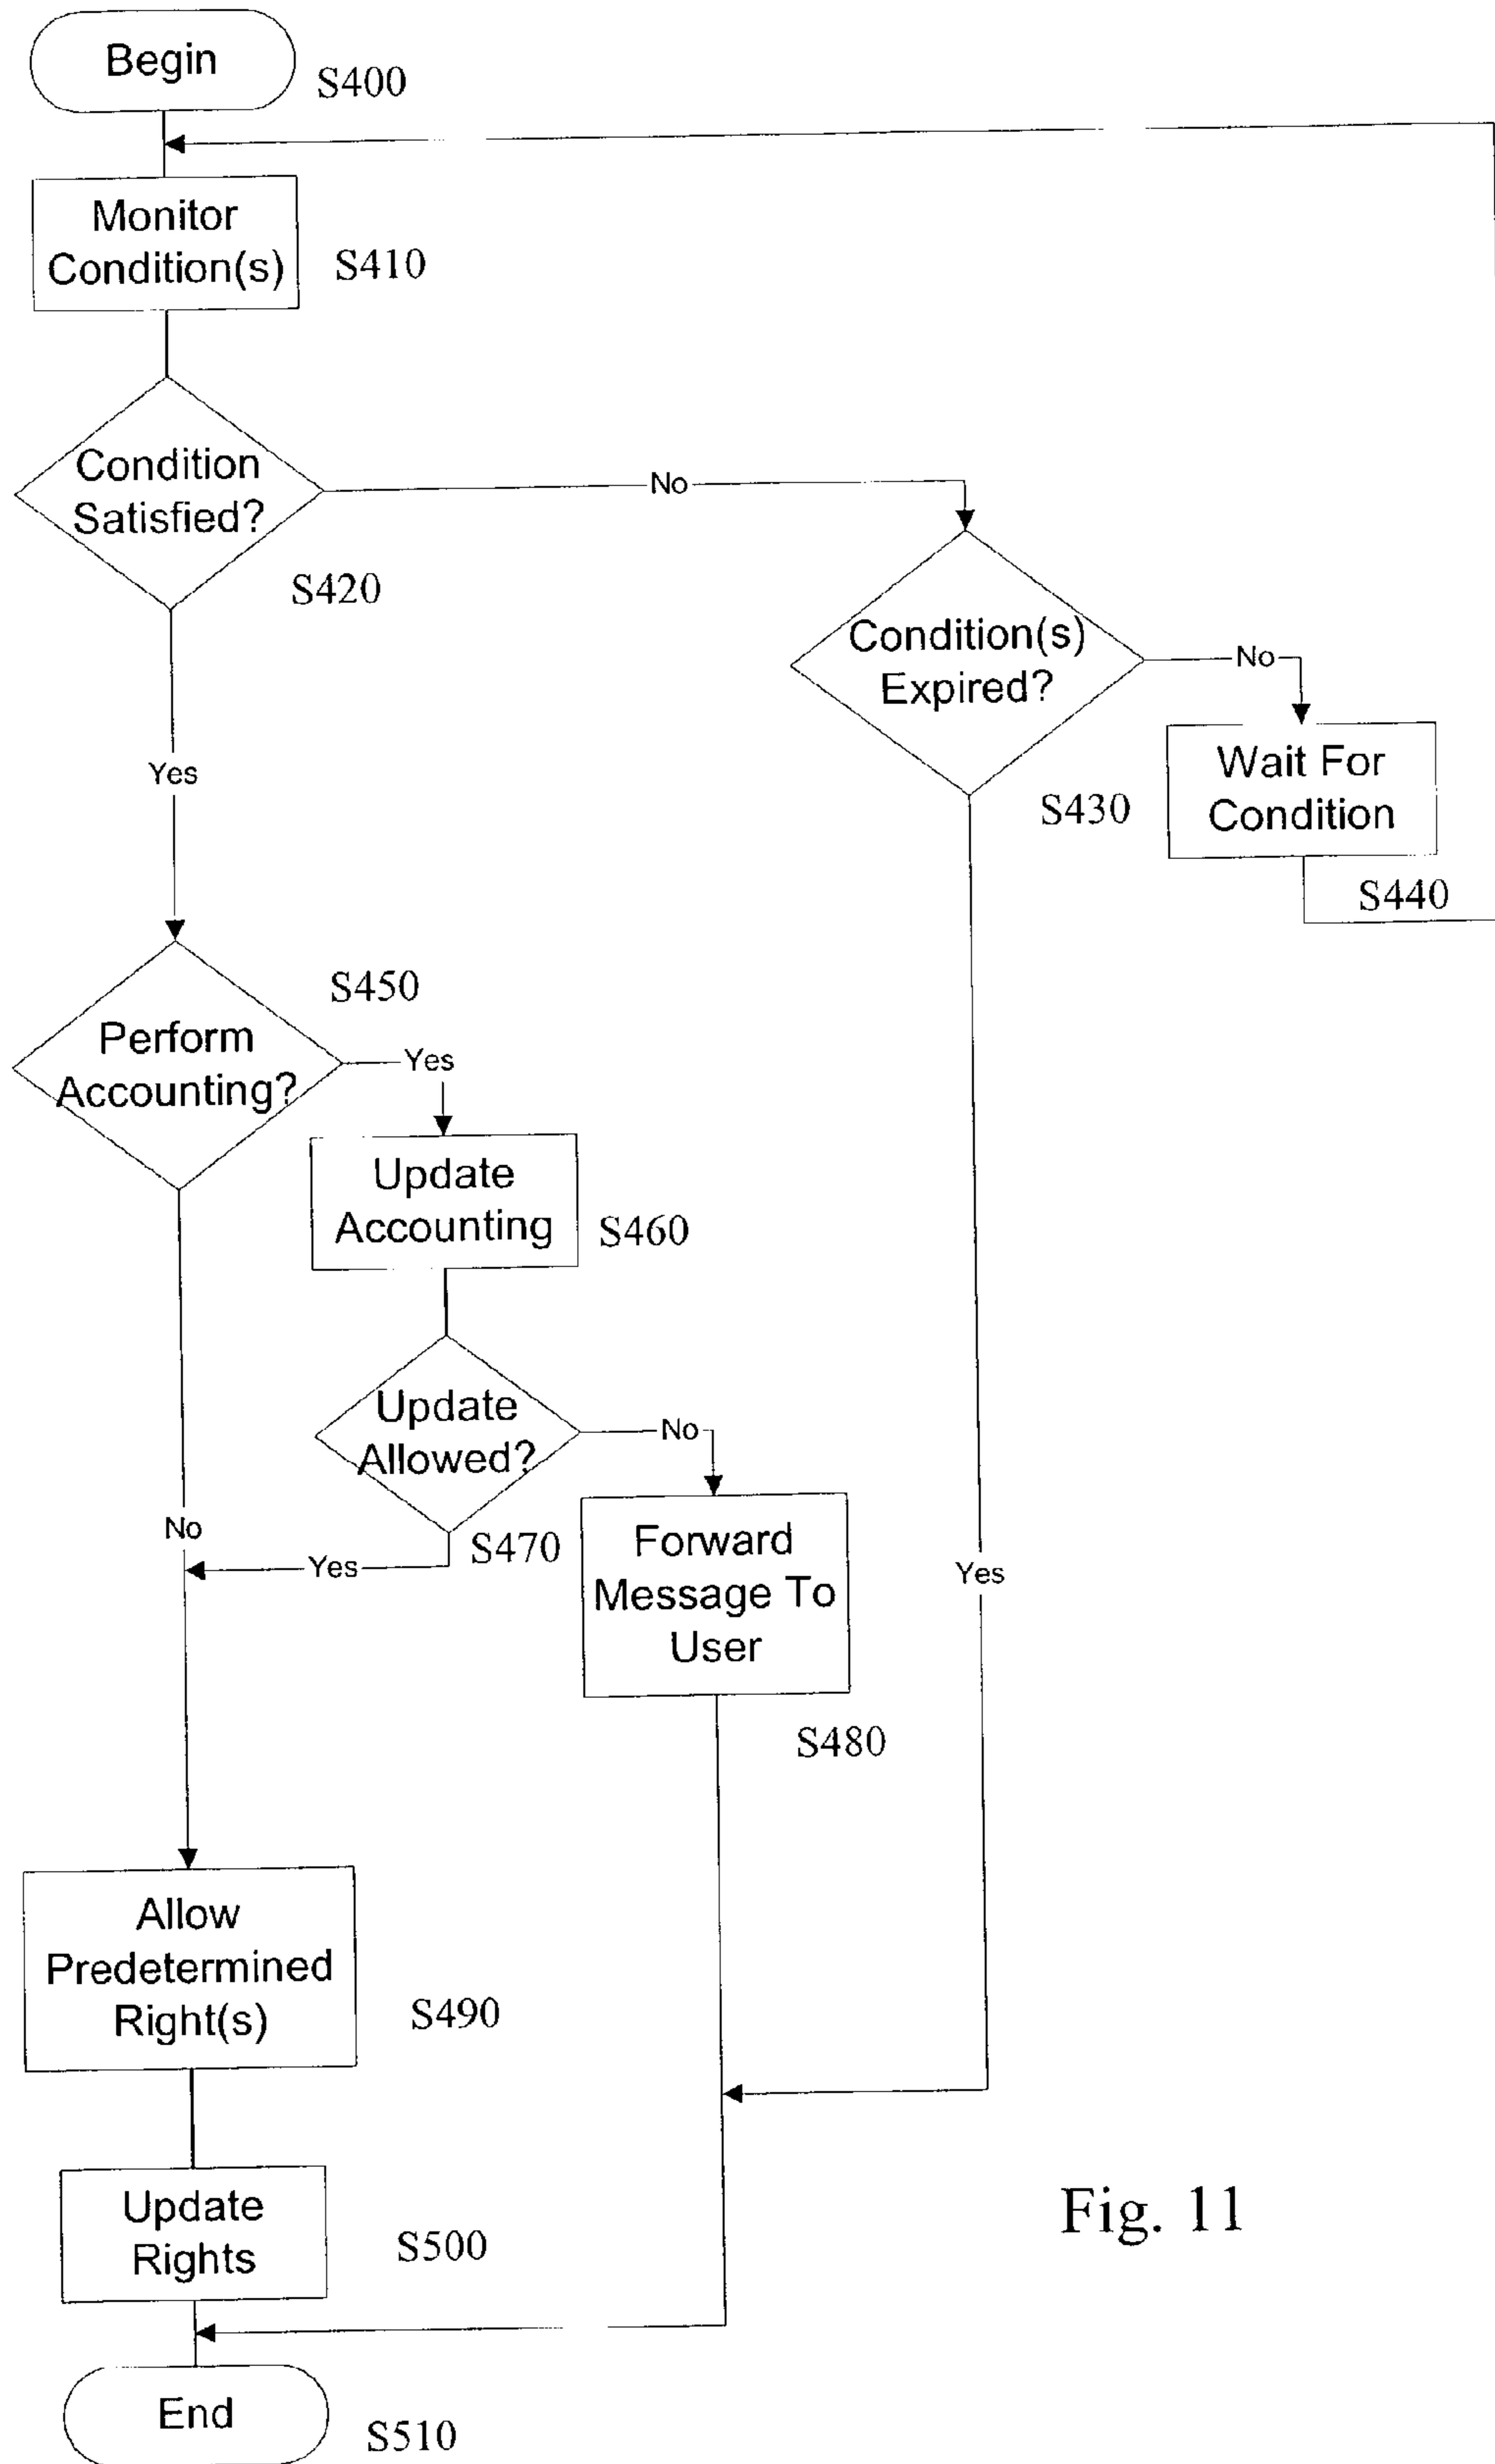 Begin
S400
Monitor
Condition(s)
S410
Condition
Satisfied?
S420
No
Condition(s)
Expired?
S430
No
Wait For
Condition
S440
Yes
Perform
Accounting?
S450
Yes
Update
Accounting
S460
Update
Allowed?
S470
No
Forward
Message To
User
S480
Yes
No
Yes
Allow
Predetermined
Right(s)
S490
Update
Rights
S500
End
S510
Fig. 11